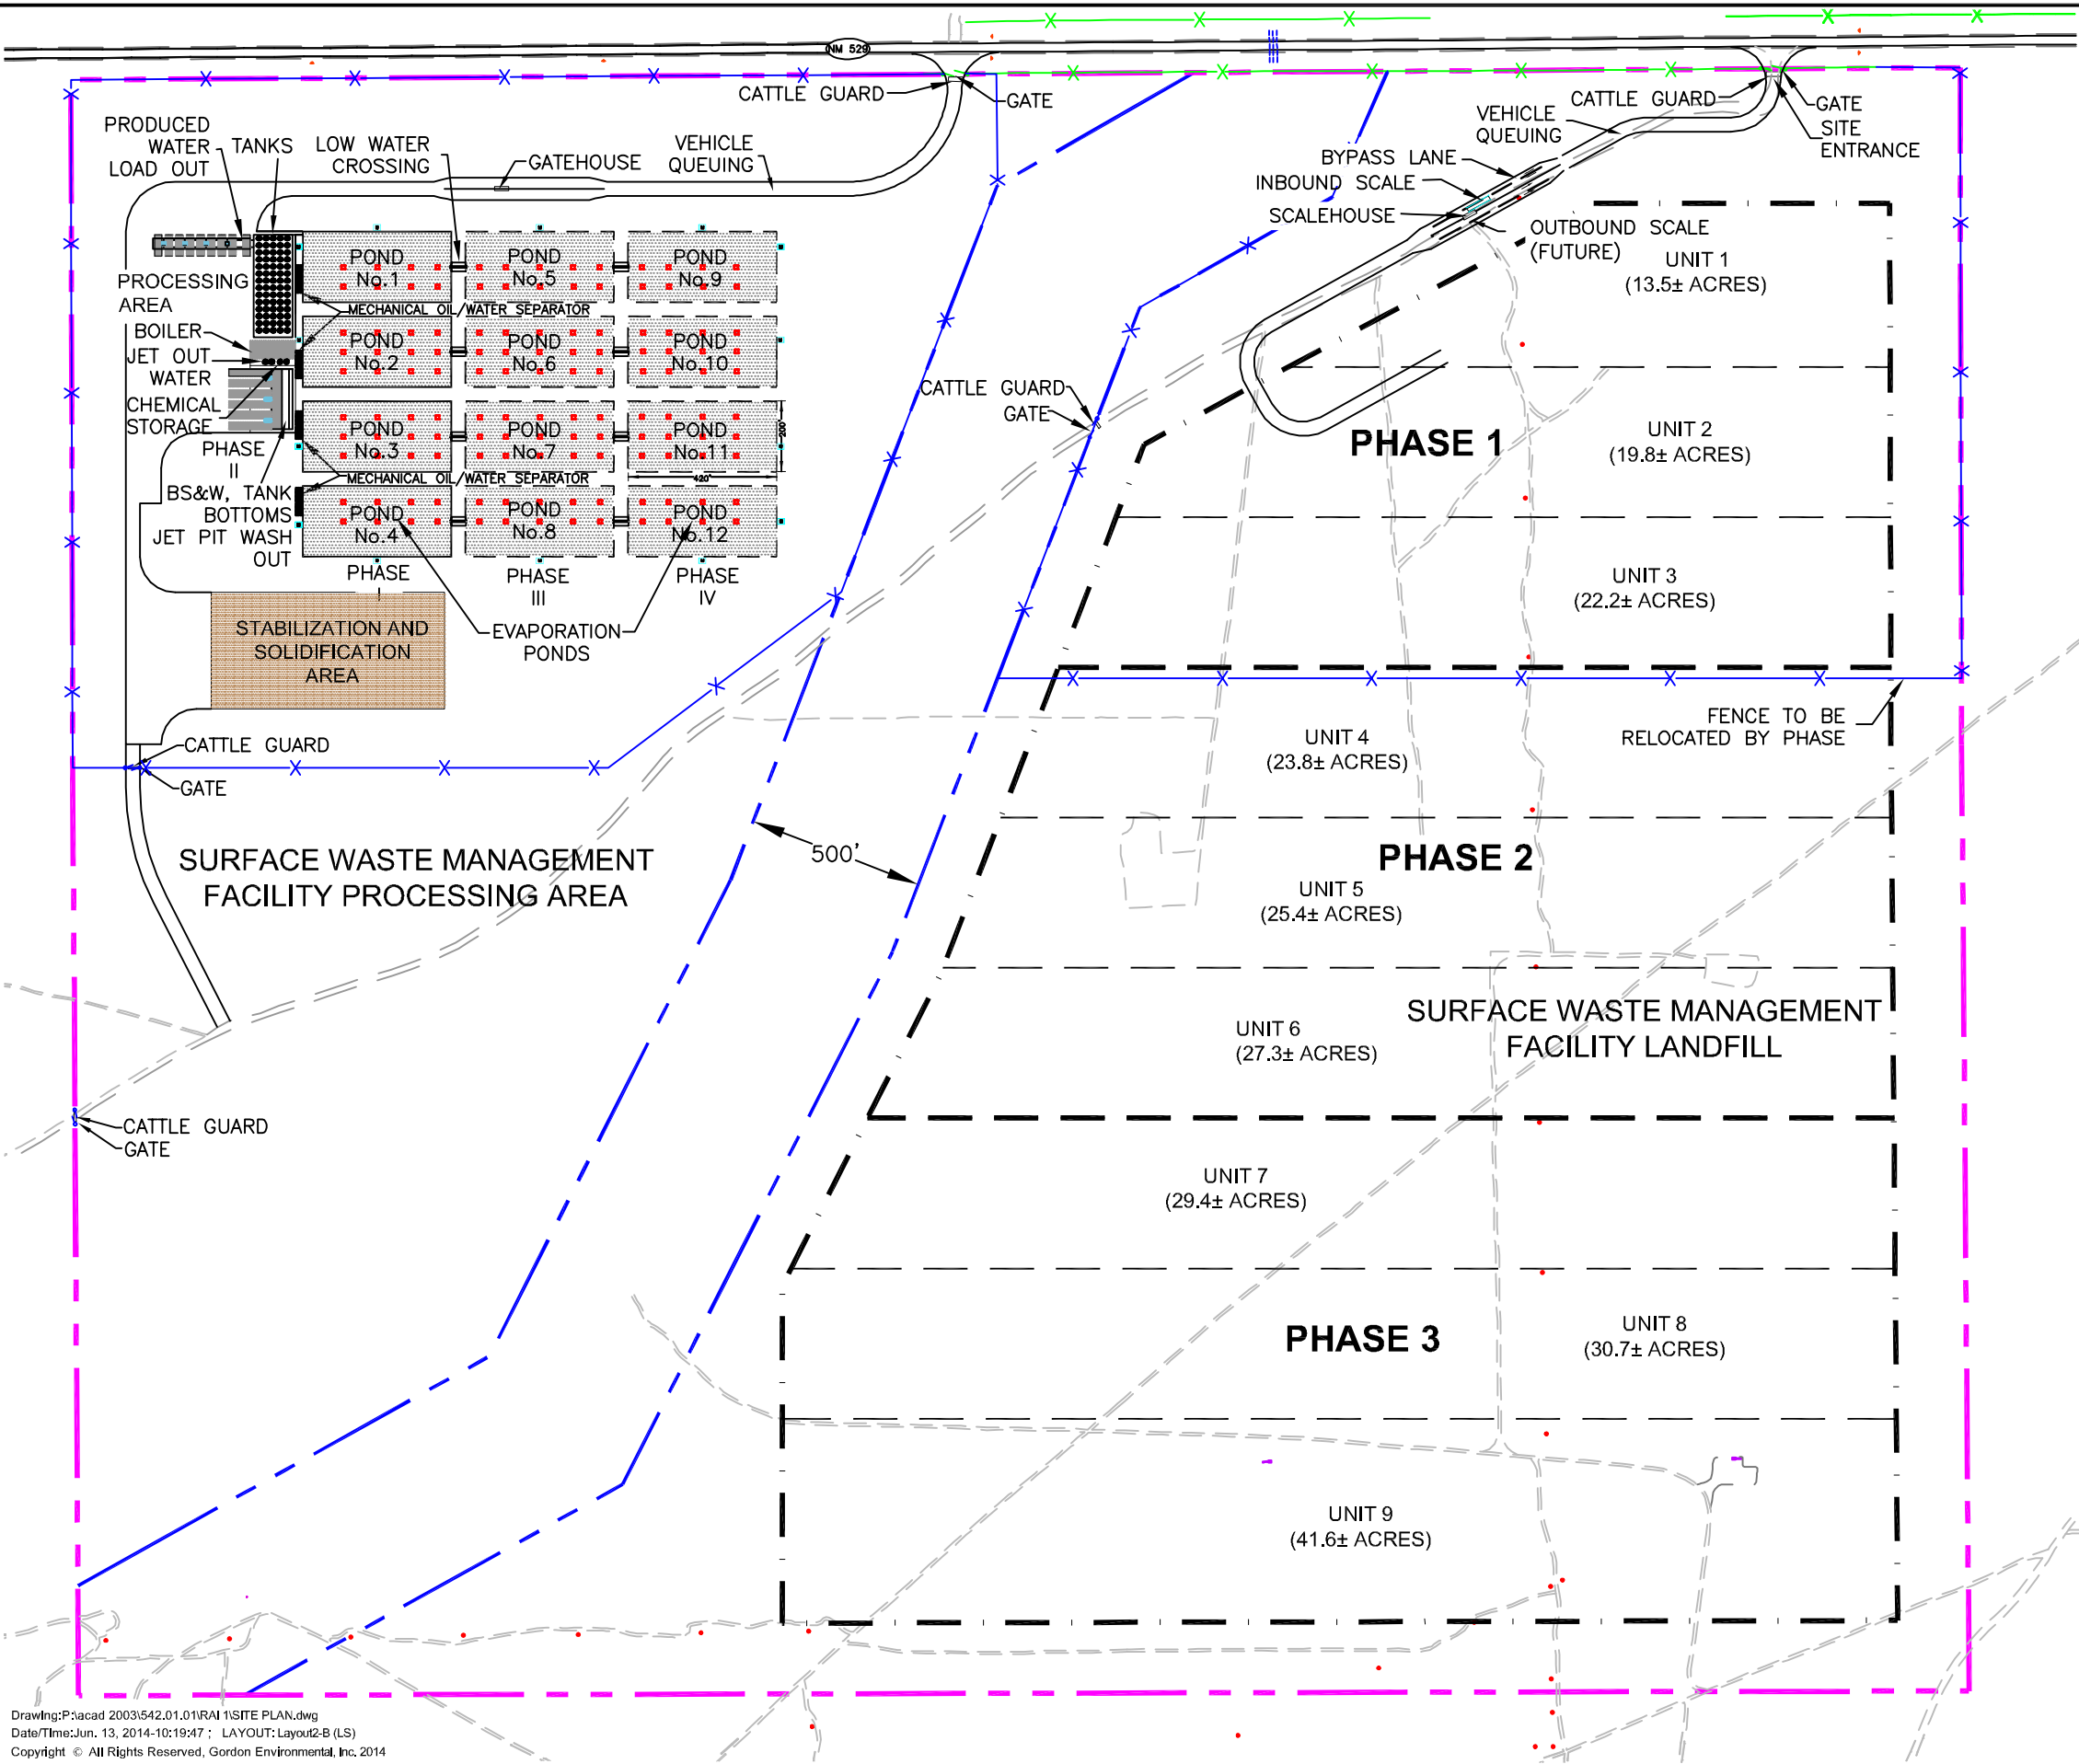 NM 529
CATTLE GUARD
GATE
CATTLE GUARD
GATE
SITE
ENTRANCE
VEHICLE
QUEUING
BYPASS LANE
INBOUND SCALE
SCALEHOUSE
OUTBOUND SCALE
(FUTURE)
PRODUCED
WATER
LOAD OUT
TANKS
LOW WATER
CROSSING
GATEHOUSE
VEHICLE
QUEUING
PROCESSING
AREA
BOILER
JET OUT
WATER
CHEMICAL
STORAGE
PHASE
II
BS&W, TANK
BOTTOMS
JET PIT WASH
OUT
POND
No.1
POND
No.5
POND
No.9
MECHANICAL OIL/WATER SEPARATOR
POND
No.2
POND
No.6
POND
No.10
POND
No.3
POND
No.7
POND
No.11
200'
MECHANICAL OIL/WATER SEPARATOR
420'
POND
No.4
POND
No.8
POND
No.12
PHASE
I
PHASE
III
PHASE
IV
EVAPORATION
PONDS
STABILIZATION AND
SOLIDIFICATION
AREA
CATTLE GUARD
GATE
CATTLE GUARD
GATE
UNIT 1
(13.5± ACRES)
PHASE 1
UNIT 2
(19.8± ACRES)
UNIT 3
(22.2± ACRES)
FENCE TO BE
RELOCATED BY PHASE
UNIT 4
(23.8± ACRES)
SURFACE WASTE MANAGEMENT
FACILITY PROCESSING AREA
500'
PHASE 2
UNIT 5
(25.4± ACRES)
SURFACE WASTE MANAGEMENT
FACILITY LANDFILL
UNIT 6
(27.3± ACRES)
CATTLE GUARD
GATE
UNIT 7
(29.4± ACRES)
PHASE 3
UNIT 8
(30.7± ACRES)
UNIT 9
(41.6± ACRES)
Drawing:P:\acad 2003\542.01.01\RAI 1\SITE PLAN.dwg
Date/Time:Jun. 13, 2014-10:19:47 ; LAYOUT: Layout2-B (LS)
Copyright © All Rights Reserved, Gordon Environmental, Inc. 2014